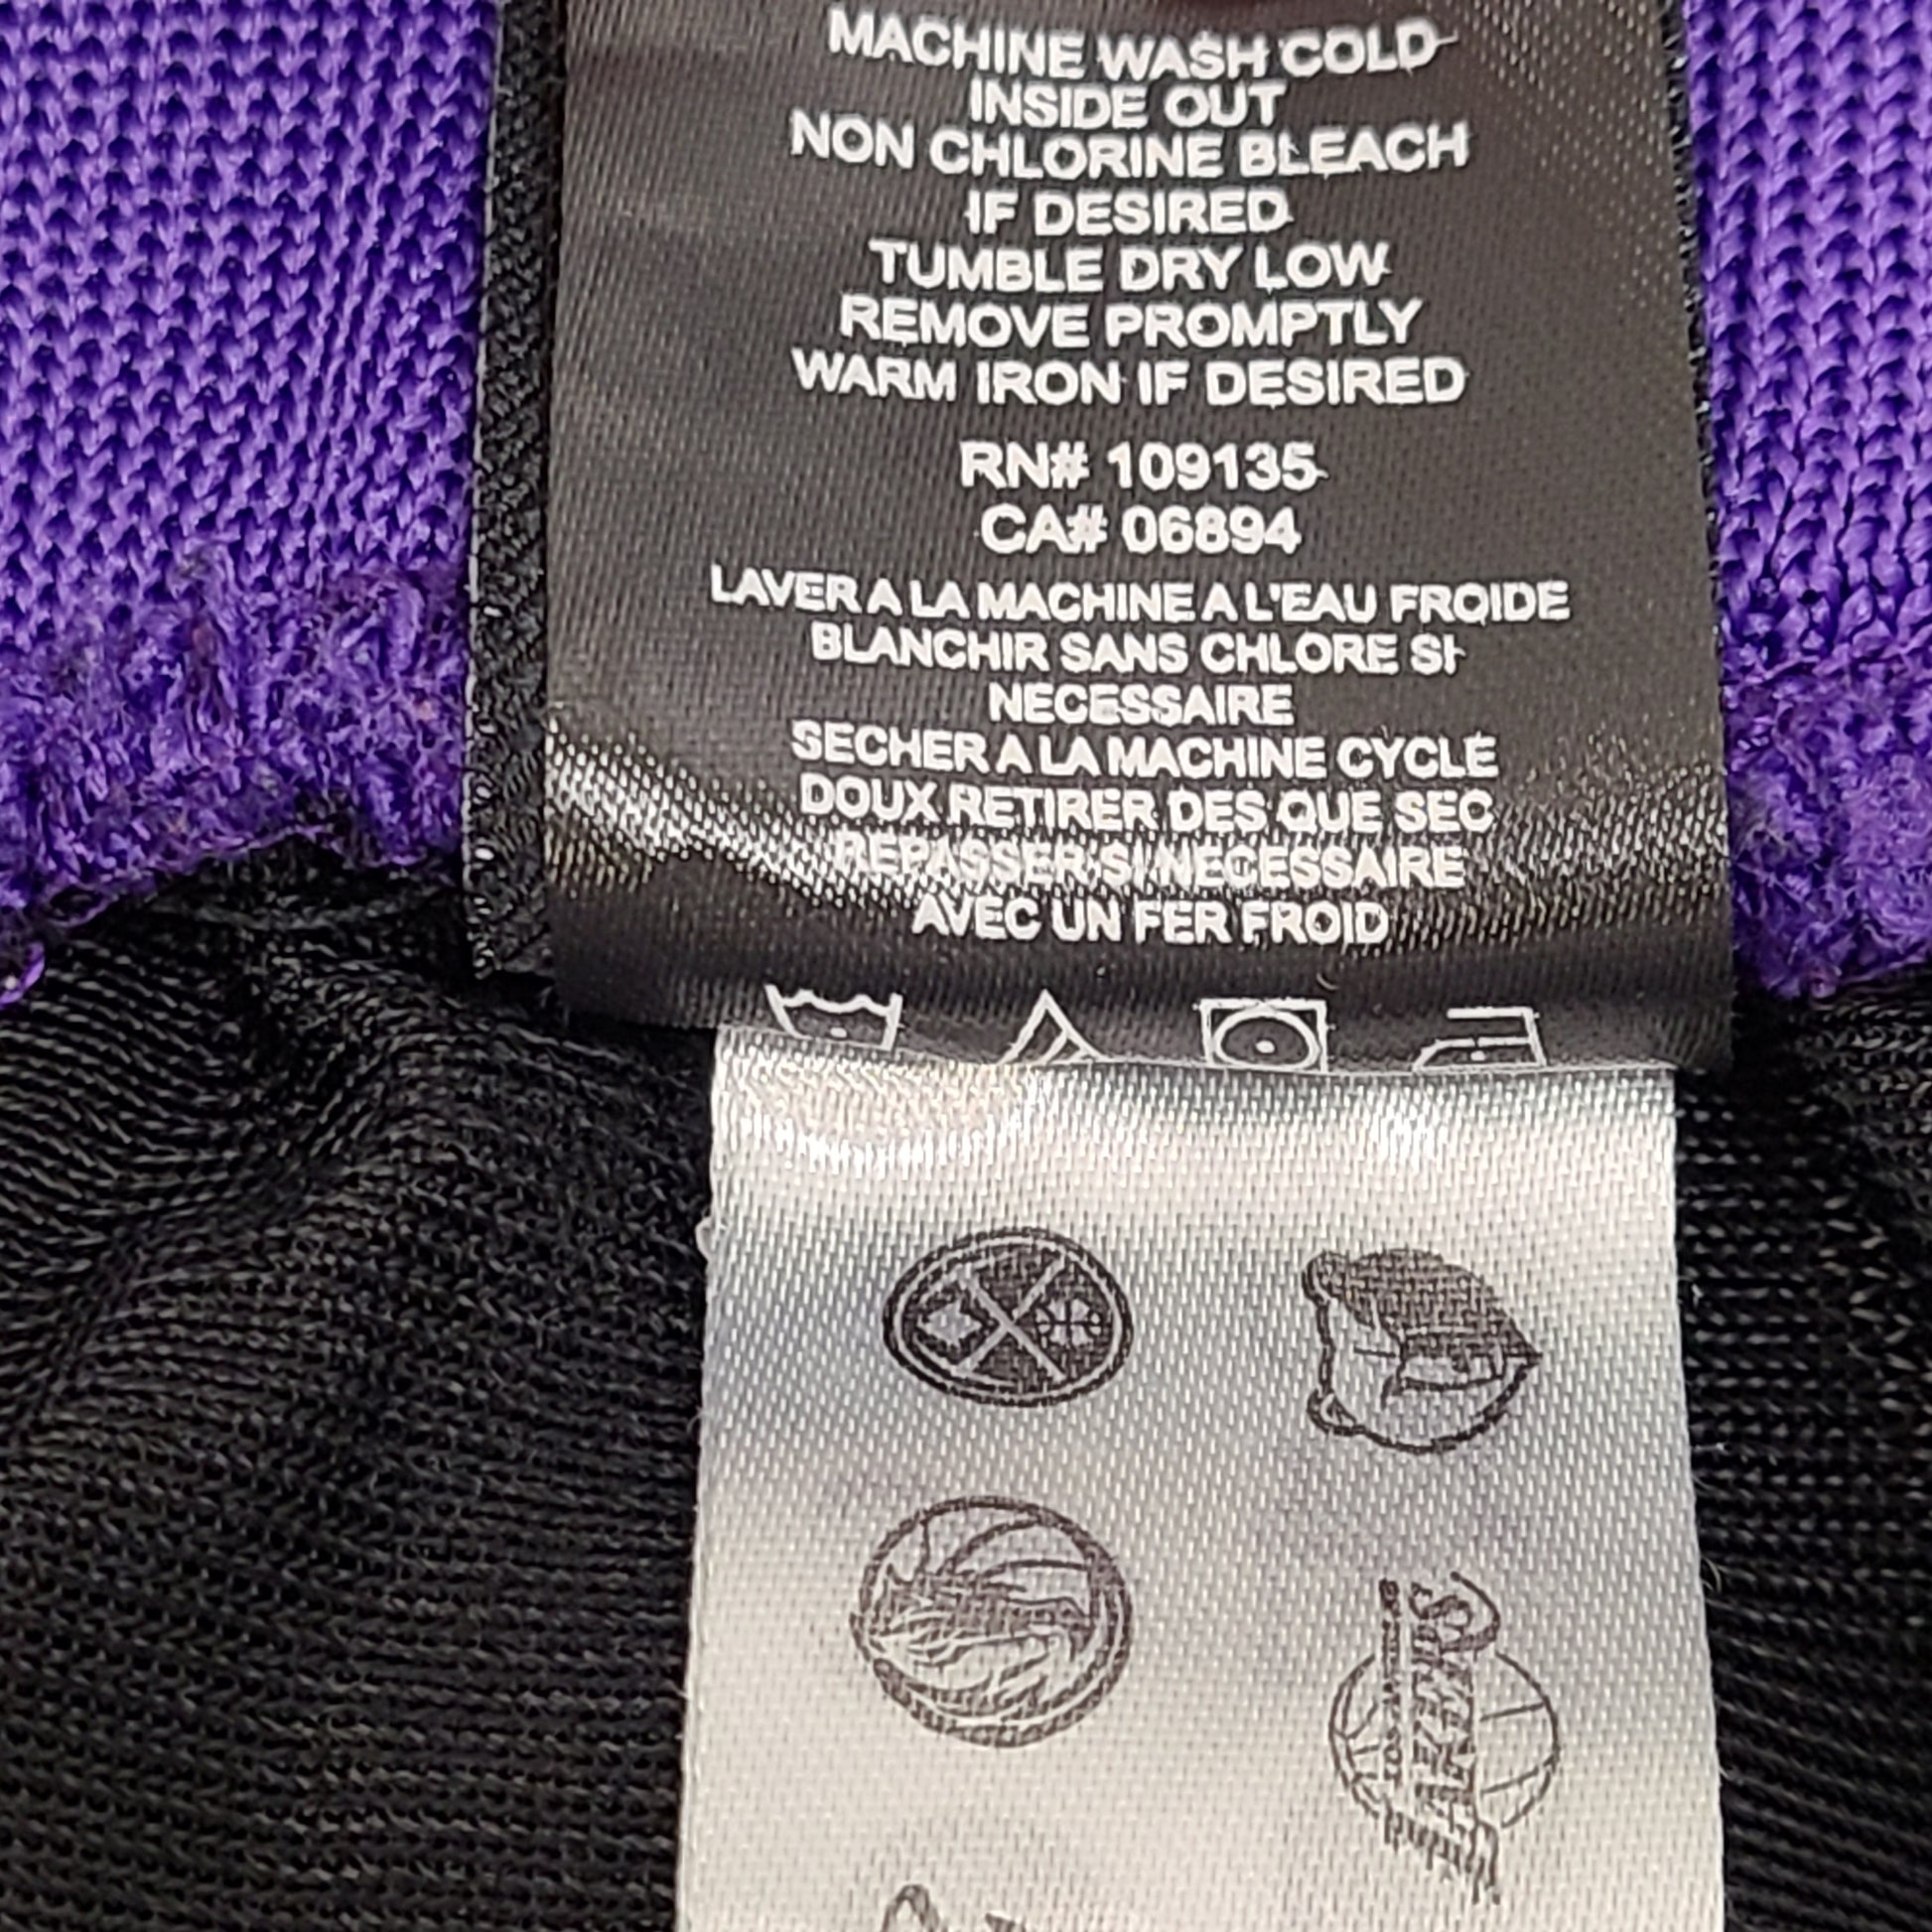 MACHINE WASH COLD
INSIDE OUT
NON CHLORINE BLEACH
IF DESIRED
TUMBLE DRY LOW
REMOVE PROMPTLY
WARM IRON IF DESIRED
RN# 109135
CA# 06894
LAVER A LA MACHINE A L'EAU FROIDE
BLANCHIR SANS CHLORE SI
NECESSAIRE
SECHER A LA MACHINE CYCLE
DOUX RETIRER DES QUE SEC
REPASSER SI NECESSAIRE
AVEC UN FER FROID
LOS ANGELES
LAKERS